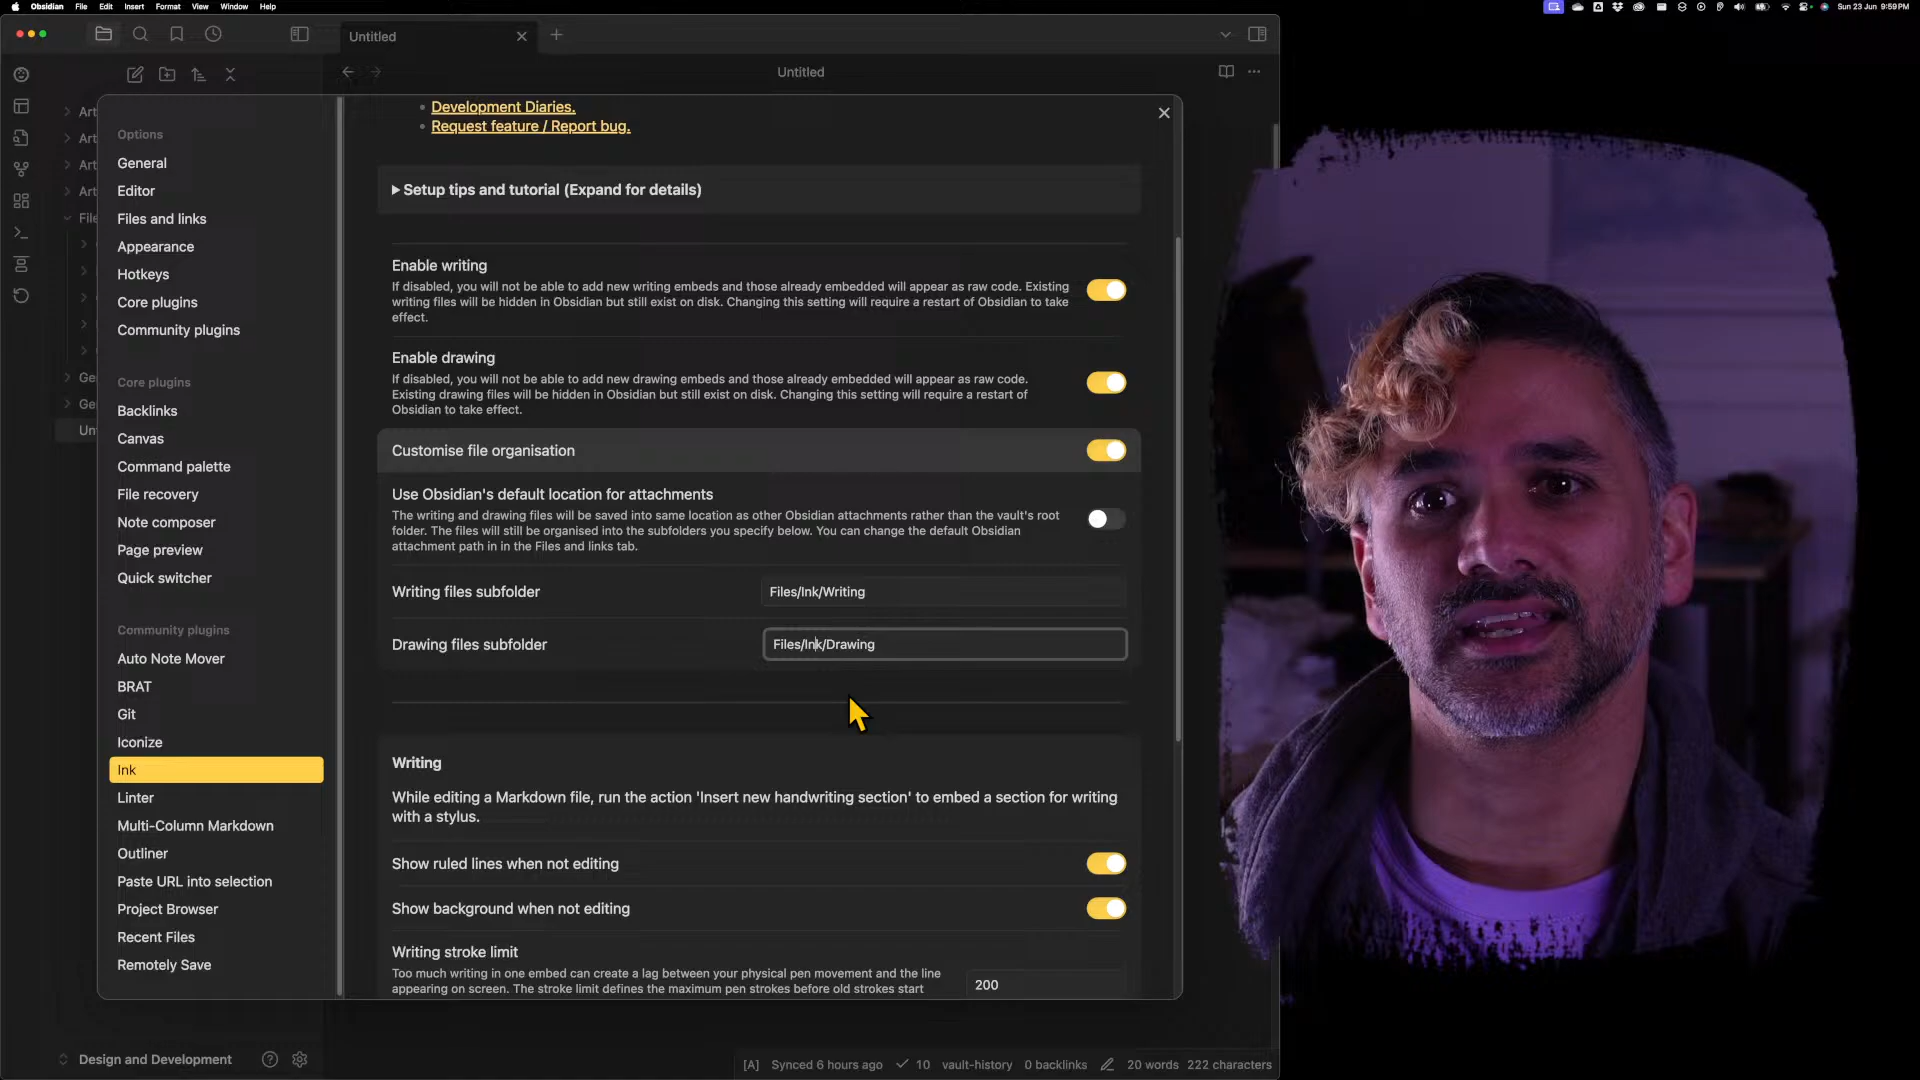 Obsidian File Edit Insert Format View Window Help
Sun 23 Jun 9:59PM
Untitled
Untitled
Art
Art
Art
Art
File
Ge
Ge
Un
Options
General
Editor
Files and links
Appearance
Hotkeys
Core plugins
Community plugins
Core plugins
Backlinks
Canvas
Command palette
File recovery
Note composer
Page preview
Quick switcher
Community plugins
Auto Note Mover
BRAT
Git
Iconize
Ink
Linter
Multi-Column Markdown
Outliner
Paste URL into selection
Project Browser
Recent Files
Remotely Save
Development Diaries.
Request feature / Report bug.
Setup tips and tutorial (Expand for details)
Enable writing
If disabled, you will not be able to add new writing embeds and those already embedded will appear as raw code. Existing
writing files will be hidden in Obsidian but still exist on disk. Changing this setting will require a restart of Obsidian to take
effect.
Enable drawing
If disabled, you will not be able to add new drawing embeds and those already embedded will appear as raw code.
Existing drawing files will be hidden in Obsidian but still exist on disk. Changing this setting will require a restart of
Obsidian to take effect.
Customise file organisation
Use Obsidian's default location for attachments
The writing and drawing files will be saved into same location as other Obsidian attachments rather than the vault's root
folder. The files will still be organised into the subfolders you specify below. You can change the default Obsidian
attachment path in in the Files and links tab.
Writing files subfolder Files/Ink/Writing
Drawing files subfolder Files/Ink/Drawing
Writing
While editing a Markdown file, run the action 'Insert new handwriting section' to embed a section for writing
with a stylus.
Show ruled lines when not editing
Show background when not editing
Writing stroke limit
Too much writing in one embed can create a lag between your physical pen movement and the line
appearing on screen. The stroke limit defines the maximum pen strokes before old strokes start
200
Design and Development
[A] Synced 6 hours ago 10 vault-history 0 backlinks 20 words 222 characters